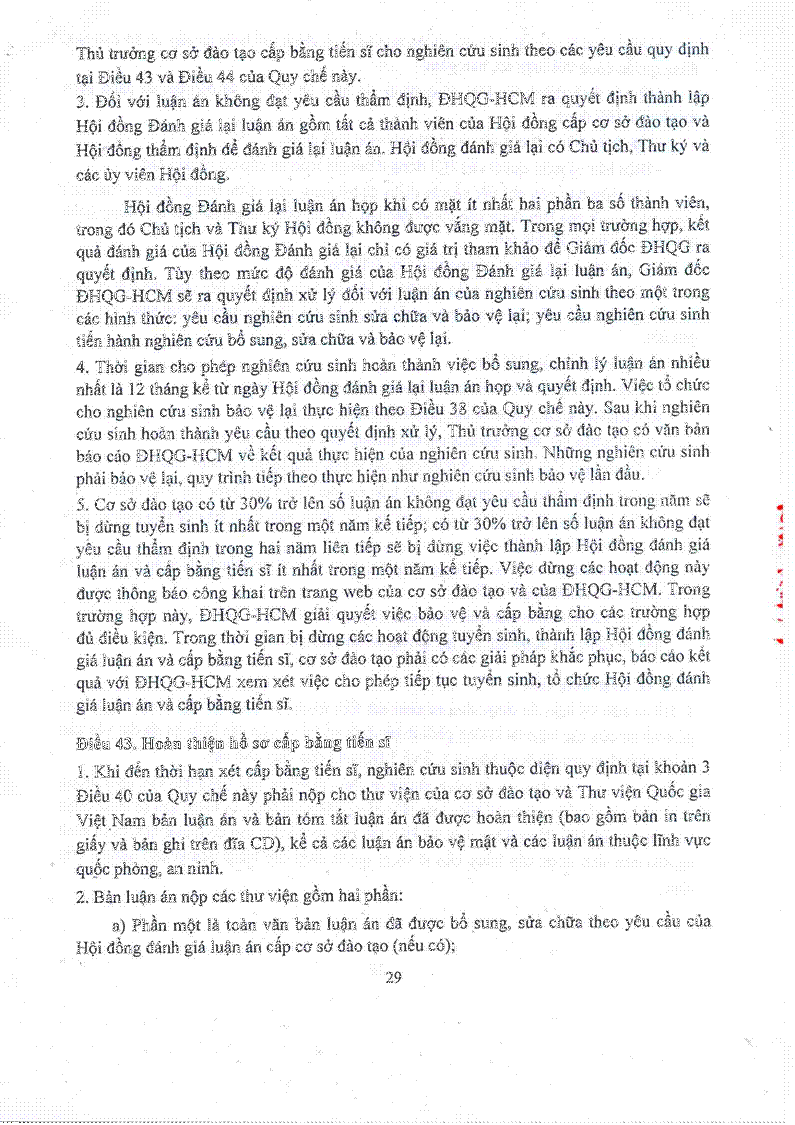 Thủ trưởng cơ sở đào tạo cấp bằng tiến sĩ cho nghiên cứu sinh theo các yêu cầu quy định
tại Điều 43 và Điều 44 của Quy chế này.
3. Đối với luận án không đạt yêu cầu thẩm định, ĐHQG-HCM ra quyết định thành lập
Hội đồng Đánh giá lại luận án gồm tất cả thành viên của Hội đồng cấp cơ sở đào tạo và
Hội đồng thẩm định để đánh giá lại luận án. Hội đồng đánh giá lại có Chủ tịch, Thư ký và
các ủy viên Hội đồng.
Hội đồng Đánh giá lại luận án họp khi có mặt ít nhất hai phần ba số thành viên,
trong đó Chủ tịch và Thư ký Hội đồng không được vắng mặt. Trong mọi trường hợp, kết
quả đánh giá của Hội đồng Đánh giá lại chỉ có giá trị tham khảo để Giám đốc ĐHQG ra
quyết định. Tùy theo mức độ đánh giá của Hội đồng Đánh giá lại luận án, Giám đốc
ĐHQG-HCM sẽ ra quyết định xử lý đối với luận án của nghiên cứu sinh theo một trong
các hình thức: yêu cầu nghiên cứu sinh sửa chữa và bảo vệ lại; yêu cầu nghiên cứu sinh
tiến hành nghiên cứu bổ sung, sửa chữa và bảo vệ lại.
4. Thời gian cho phép nghiên cứu sinh hoàn thành việc bổ sung, chỉnh lý luận án nhiều
nhất là 12 tháng kể từ ngày Hội đồng đánh giá lại luận án họp và quyết định. Việc tổ chức
cho nghiên cứu sinh bảo vệ lại thực hiện theo Điều 38 của Quy chế này. Sau khi nghiên
cứu sinh hoàn thành yêu cầu theo quyết định xử lý, Thủ trưởng cơ sở đào tạo có văn bản
báo cáo ĐHQG-HCM về kết quả thực hiện của nghiên cứu sinh. Những nghiên cứu sinh
phải bảo vệ lại, quy trình tiếp theo thực hiện như nghiên cứu sinh bảo vệ lần đầu.
5. Cơ sở đào tạo có từ 30% trở lên số luận án không đạt yêu cầu thẩm định trong năm sẽ
bị dừng tuyển sinh ít nhất trong một năm kế tiếp; có từ 30% trở lên số luận án không đạt
yêu cầu thẩm định trong hai năm liên tiếp sẽ bị dừng việc thành lập Hội đồng đánh giá
luận án và cấp bằng tiến sĩ ít nhất trong một năm kế tiếp. Việc dừng các hoạt động này
được thông báo công khai trên trang web của cơ sở đào tạo và của ĐHQG-HCM. Trong
trường hợp này, ĐHQG-HCM giải quyết việc bảo vệ và cấp bằng cho các trường hợp
đủ điều kiện. Trong thời gian bị dừng các hoạt động tuyển sinh, thành lập Hội đồng đánh
giá luận án và cấp bằng tiến sĩ, cơ sở đào tạo phải có các giải pháp khắc phục, báo cáo kết
quả với ĐHQG-HCM xem xét việc cho phép tiếp tục tuyển sinh, tổ chức Hội đồng đánh
giá luận án và cấp bằng tiến sĩ.
Điều 43. Hoàn thiện hồ sơ cấp bằng tiến sĩ
1. Khi đến thời hạn xét cấp bằng tiến sĩ, nghiên cứu sinh thuộc diện quy định tại khoản 3
Điều 40 của Quy chế này phải nộp cho thư viện của cơ sở đào tạo và Thư viện Quốc gia
Việt Nam bản luận án và bản tóm tắt luận án đã được hoàn thiện (bao gồm bản in trên
giấy và bản ghi trên đĩa CD), kể cả các luận án bảo vệ mật và các luận án thuộc lĩnh vực
quốc phòng, an ninh.
2. Bản luận án nộp các thư viện gồm hai phần:
a) Phần một là toàn văn bản luận án đã được bổ sung, sửa chữa theo yêu cầu của
Hội đồng đánh giá luận án cấp cơ sở đào tạo (nếu có);
29